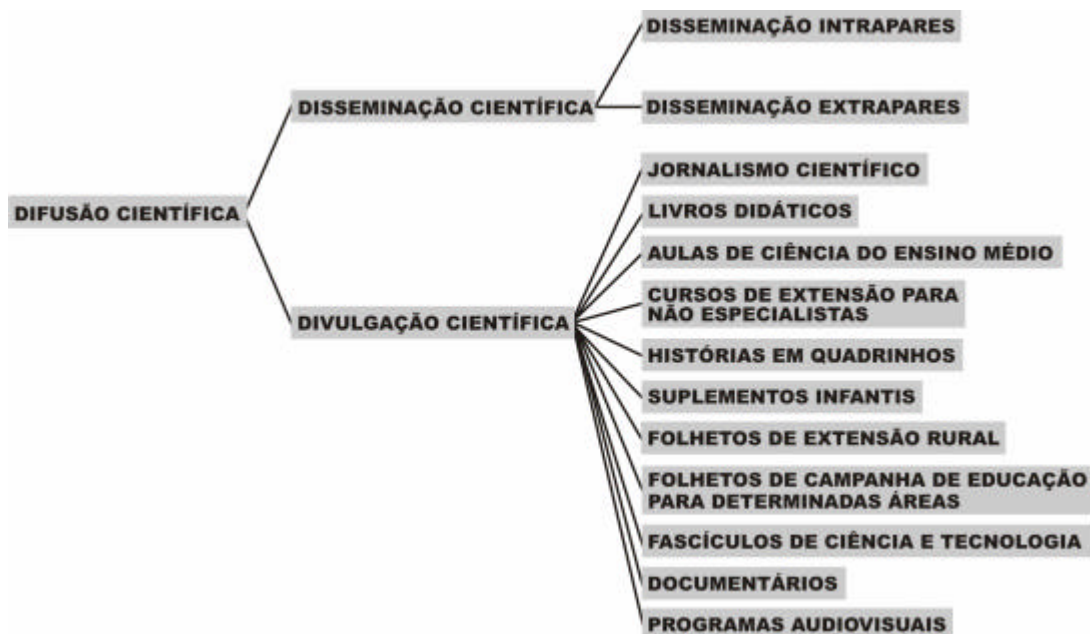 DIFUSÃO CIENTÍFICA
DISSEMINAÇÃO CIENTÍFICA
DISSEMINAÇÃO INTRAPARES
DISSEMINAÇÃO EXTRAPARES
DIVULGAÇÃO CIENTÍFICA
JORNALISMO CIENTÍFICO
LIVROS DIDÁTICOS
AULAS DE CIÊNCIA DO ENSINO MÉDIO
CURSOS DE EXTENSÃO PARA
NÃO ESPECIALISTAS
HISTÓRIAS EM QUADRINHOS
SUPLEMENTOS INFANTIS
FOLHETOS DE EXTENSÃO RURAL
FOLHETOS DE CAMPANHA DE EDUCAÇÃO
PARA DETERMINADAS ÁREAS
FASCÍCULOS DE CIÊNCIA E TECNOLOGIA
DOCUMENTÁRIOS
PROGRAMAS AUDIOVISUAIS